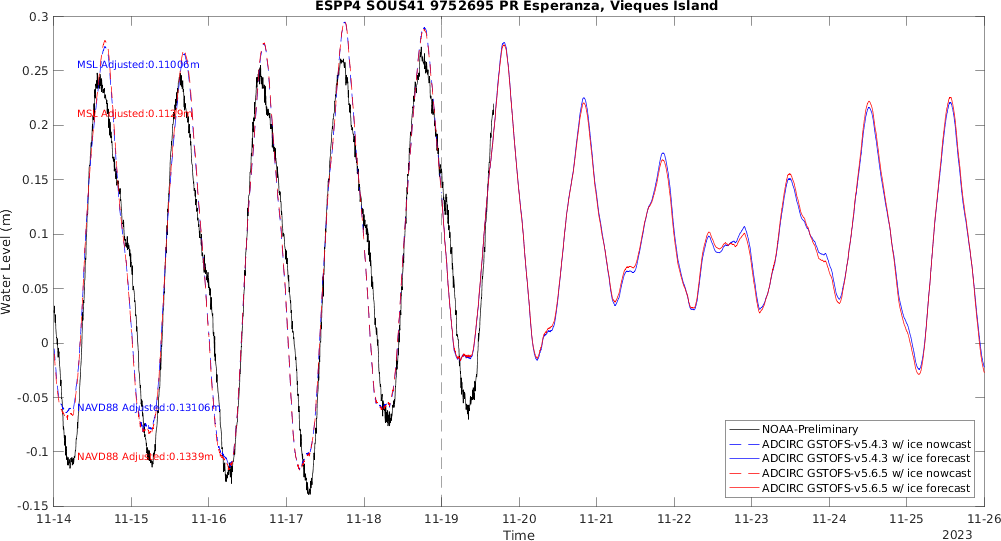 ESPP4 SOUS41 9752695 PR Esperanza, Vieques Island
0.3
0.25
0.2
0.15
0.1
0.05
0
-0.05
-0.1
-0.15
Water Level (m)
MSL Adjusted:0.11006m
MSL Adjusted:0.1129m
NAVD88 Adjusted:0.13106m
NAVD88 Adjusted:0.1339m
NOAA-Preliminary
ADCIRC GSTOFS-v5.4.3 w/ ice nowcast
ADCIRC GSTOFS-v5.4.3 w/ ice forecast
ADCIRC GSTOFS-v5.6.5 w/ ice nowcast
ADCIRC GSTOFS-v5.6.5 w/ ice forecast
11-14 11-15 11-16 11-17 11-18 11-19 11-20 11-21 11-22 11-23 11-24 11-25 11-26
Time
2023